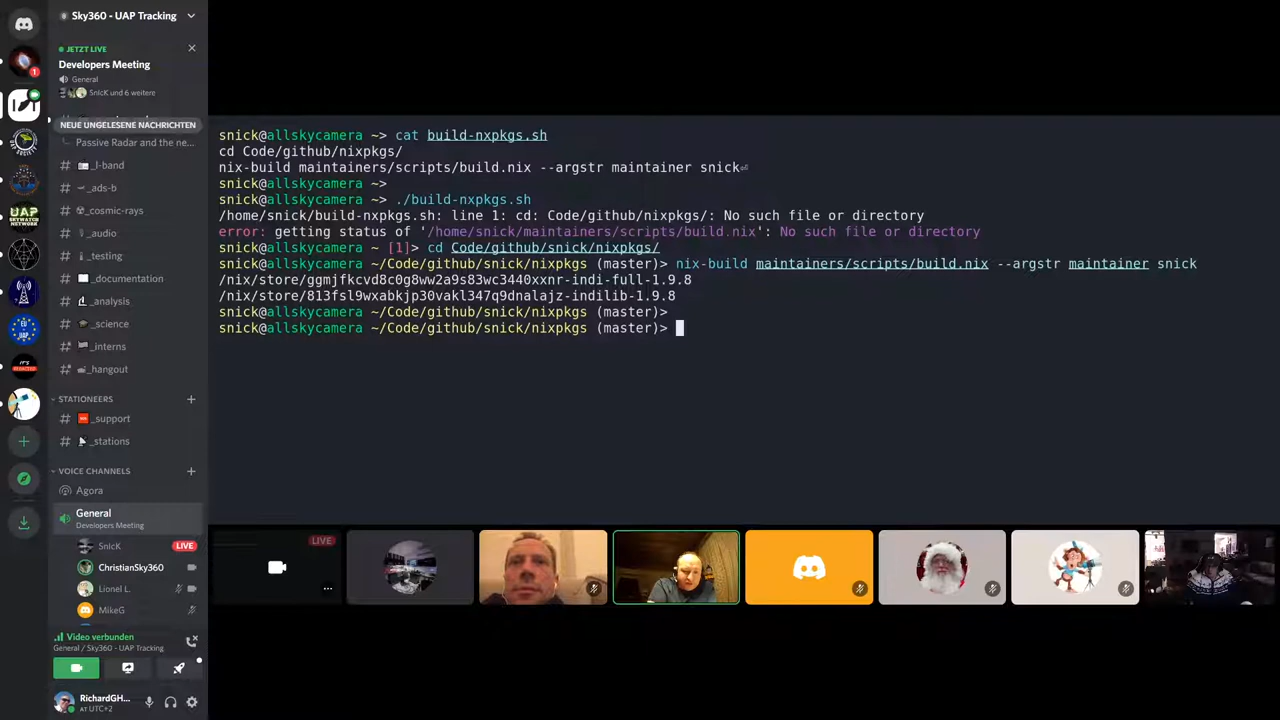 Sky360 - UAP Tracking
JETZT LIVE
Developers Meeting
General
SnIcK und 6 weitere
NEUE UNGELESENE NACHRICHTEN
Passive Radar and the ne...
_l-band
_ads-b
_cosmic-rays
_audio
_testing
_documentation
_analysis
_science
_interns
_hangout
STATIONEERS
_support
_stations
VOICE CHANNELS
Agora
General
Developers Meeting
SnIcK LIVE
ChristianSky360
Lionel L.
MikeG
Video verbunden
General / Sky360 - UAP Tracking
RichardGH...
AT UTC+2
1
UAP
EU
IT'S
snick@allskycamera ~> cat build-nxpkgs.sh
cd Code/github/nixpkgs/
nix-build maintainers/scripts/build.nix --argstr maintainer snick⏎
snick@allskycamera ~>
snick@allskycamera ~> ./build-nxpkgs.sh
/home/snick/build-nxpkgs.sh: line 1: cd: Code/github/nixpkgs/: No such file or directory
error: getting status of '/home/snick/maintainers/scripts/build.nix': No such file or directory
snick@allskycamera ~ [1]> cd Code/github/snick/nixpkgs/
snick@allskycamera ~/Code/github/snick/nixpkgs (master)> nix-build maintainers/scripts/build.nix --argstr maintainer snick
/nix/store/ggmjfkcvd8c0g8ww2a9s83wc3440xxnr-indi-full-1.9.8
/nix/store/813fsl9wxabkjp30vakl347q9dnalajz-indilib-1.9.8
snick@allskycamera ~/Code/github/snick/nixpkgs (master)>
snick@allskycamera ~/Code/github/snick/nixpkgs (master)>
LIVE